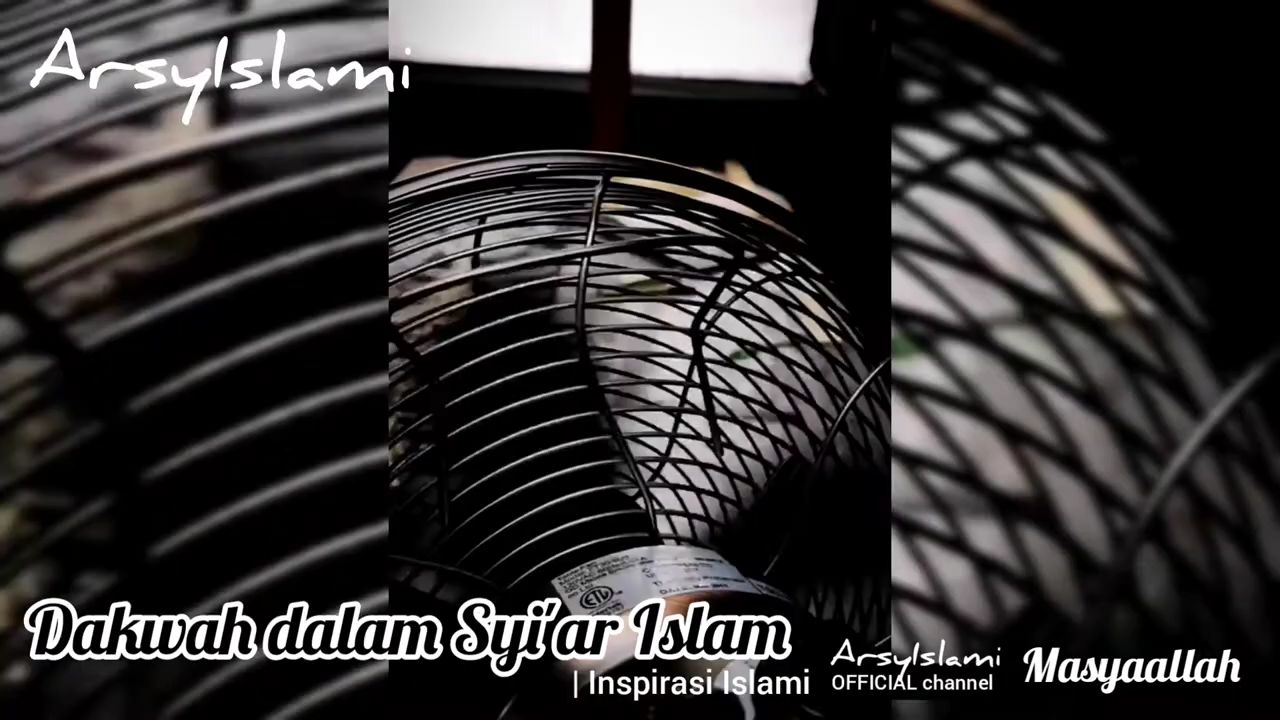 ArsyIslami
Dakwah dalam Syi'ar Islam
| Inspirasi Islami
ArsyIslami
OFFICIAL channel
Masyaallah